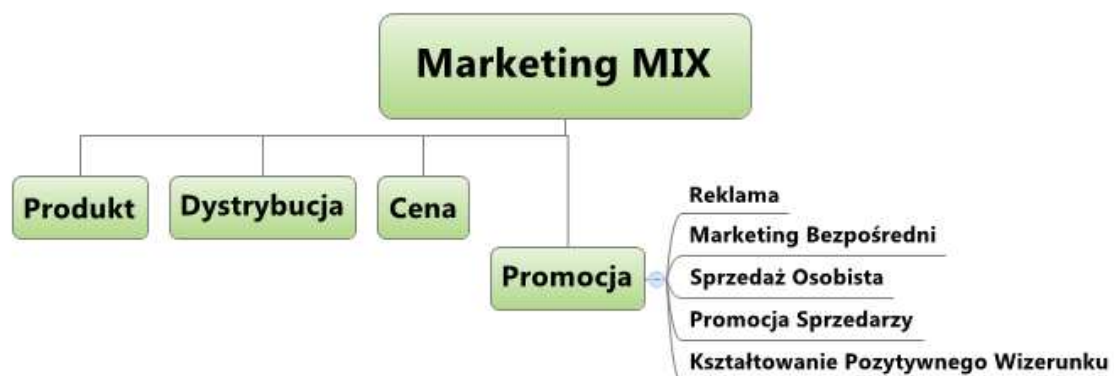 Marketing MIX
Produkt
Dystrybucja
Cena
Promocja
Reklama
Marketing Bezpośredni
Sprzedaż Osobista
Promocja Sprzedarzy
Kształtowanie Pozytywnego Wizerunku